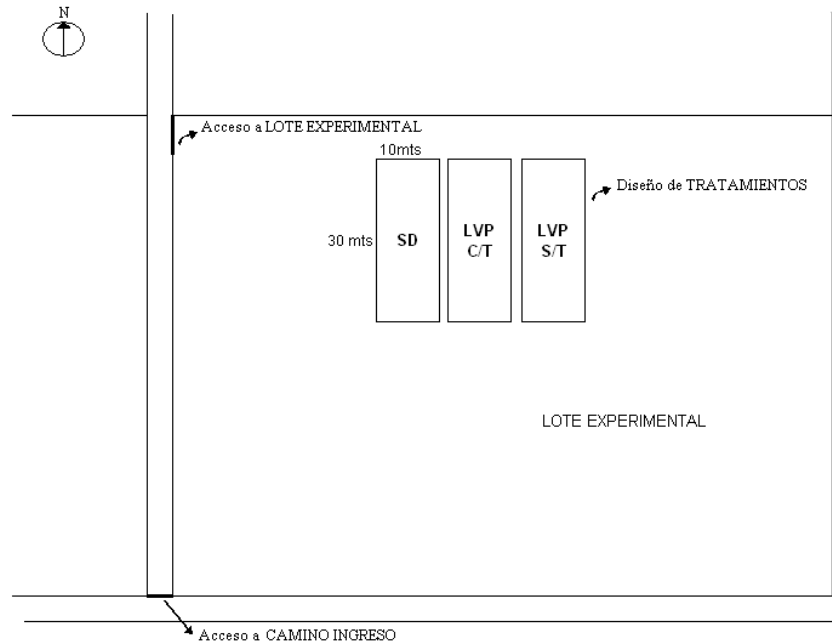 N
Acceso a LOTE EXPERIMENTAL
10mts
Diseño de TRATAMIENTOS
30 mts
SD
LVP
C/T
LVP
S/T
LOTE EXPERIMENTAL
Acceso a CAMINO INGRESO